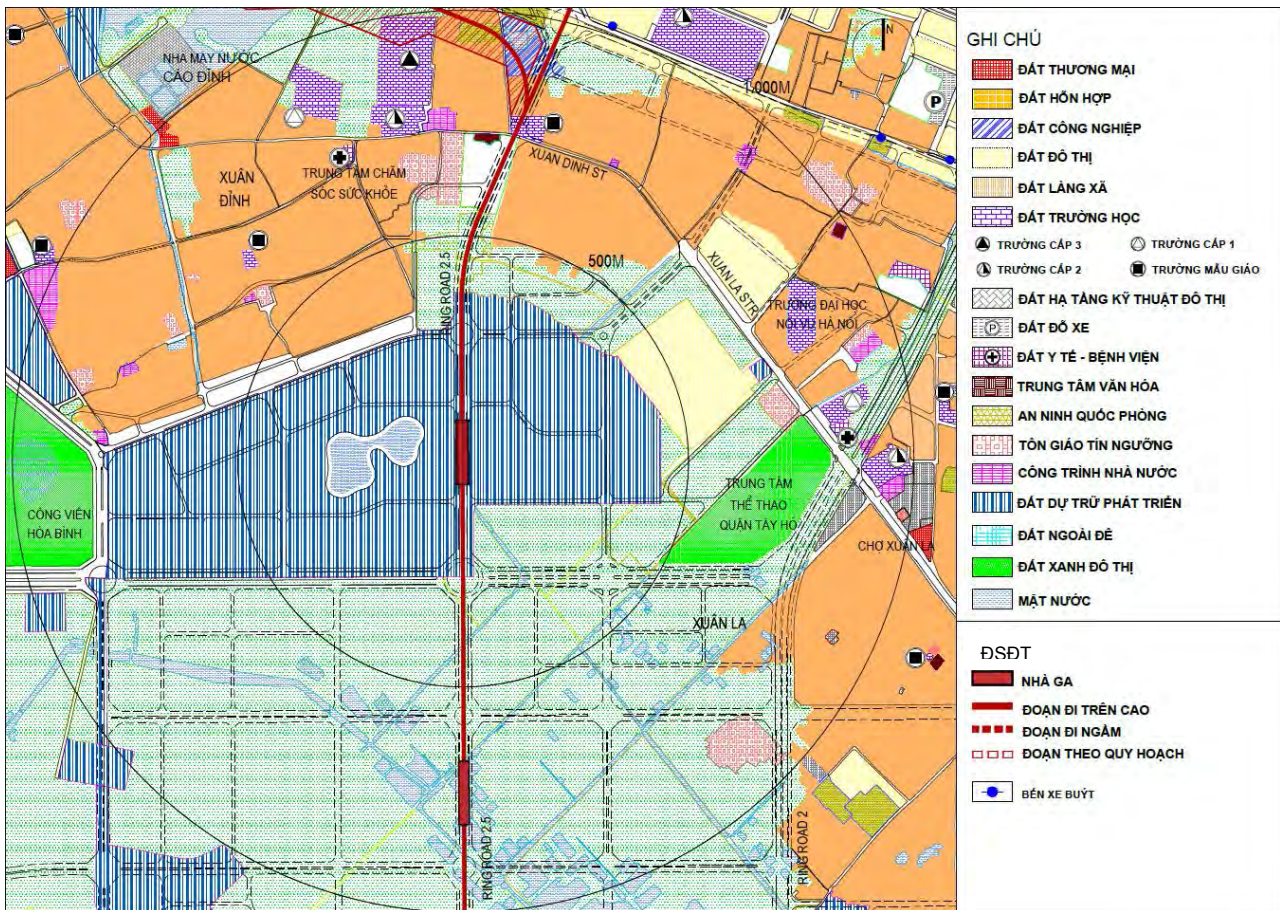 NHA MAY NƯỚC
CÁO ĐỈNH
1,000M
N
P
XUAN DINH ST
XUÂN
ĐỈNH
TRUNG TÂM CHĂM
SÓC SỨC KHỎE
RING ROAD 2.5
500M
XUAN LA STR
TRƯỜNG ĐẠI HỌC
NỘI VỤ HÀ NỘI
CÔNG VIÊN
HÒA BÌNH
TRUNG TÂM
THỂ THAO
QUẬN TÂY HỒ
CHỢ XUÂN LA
XUÂN LA
RING ROAD 2.5
RING ROAD 2
GHI CHÚ
ĐẤT THƯƠNG MẠI
ĐẤT HỖN HỢP
ĐẤT CÔNG NGHIỆP
ĐẤT ĐÔ THỊ
ĐẤT LÀNG XÃ
ĐẤT TRƯỜNG HỌC
TRƯỜNG CẤP 3
TRƯỜNG CẤP 1
TRƯỜNG CẤP 2
TRƯỜNG MẪU GIÁO
ĐẤT HẠ TẦNG KỸ THUẬT ĐÔ THỊ
P ĐẤT ĐỖ XE
ĐẤT Y TẾ - BỆNH VIỆN
TRUNG TÂM VĂN HÓA
AN NINH QUỐC PHÒNG
TÔN GIÁO TÍN NGƯỠNG
CÔNG TRÌNH NHÀ NƯỚC
ĐẤT DỰ TRỮ PHÁT TRIỂN
ĐẤT NGOÀI ĐÊ
ĐẤT XANH ĐÔ THỊ
MẶT NƯỚC
ĐSĐT
NHÀ GA
ĐOẠN ĐI TRÊN CAO
ĐOẠN ĐI NGẦM
ĐOẠN THEO QUY HOẠCH
BẾN XE BUÝT